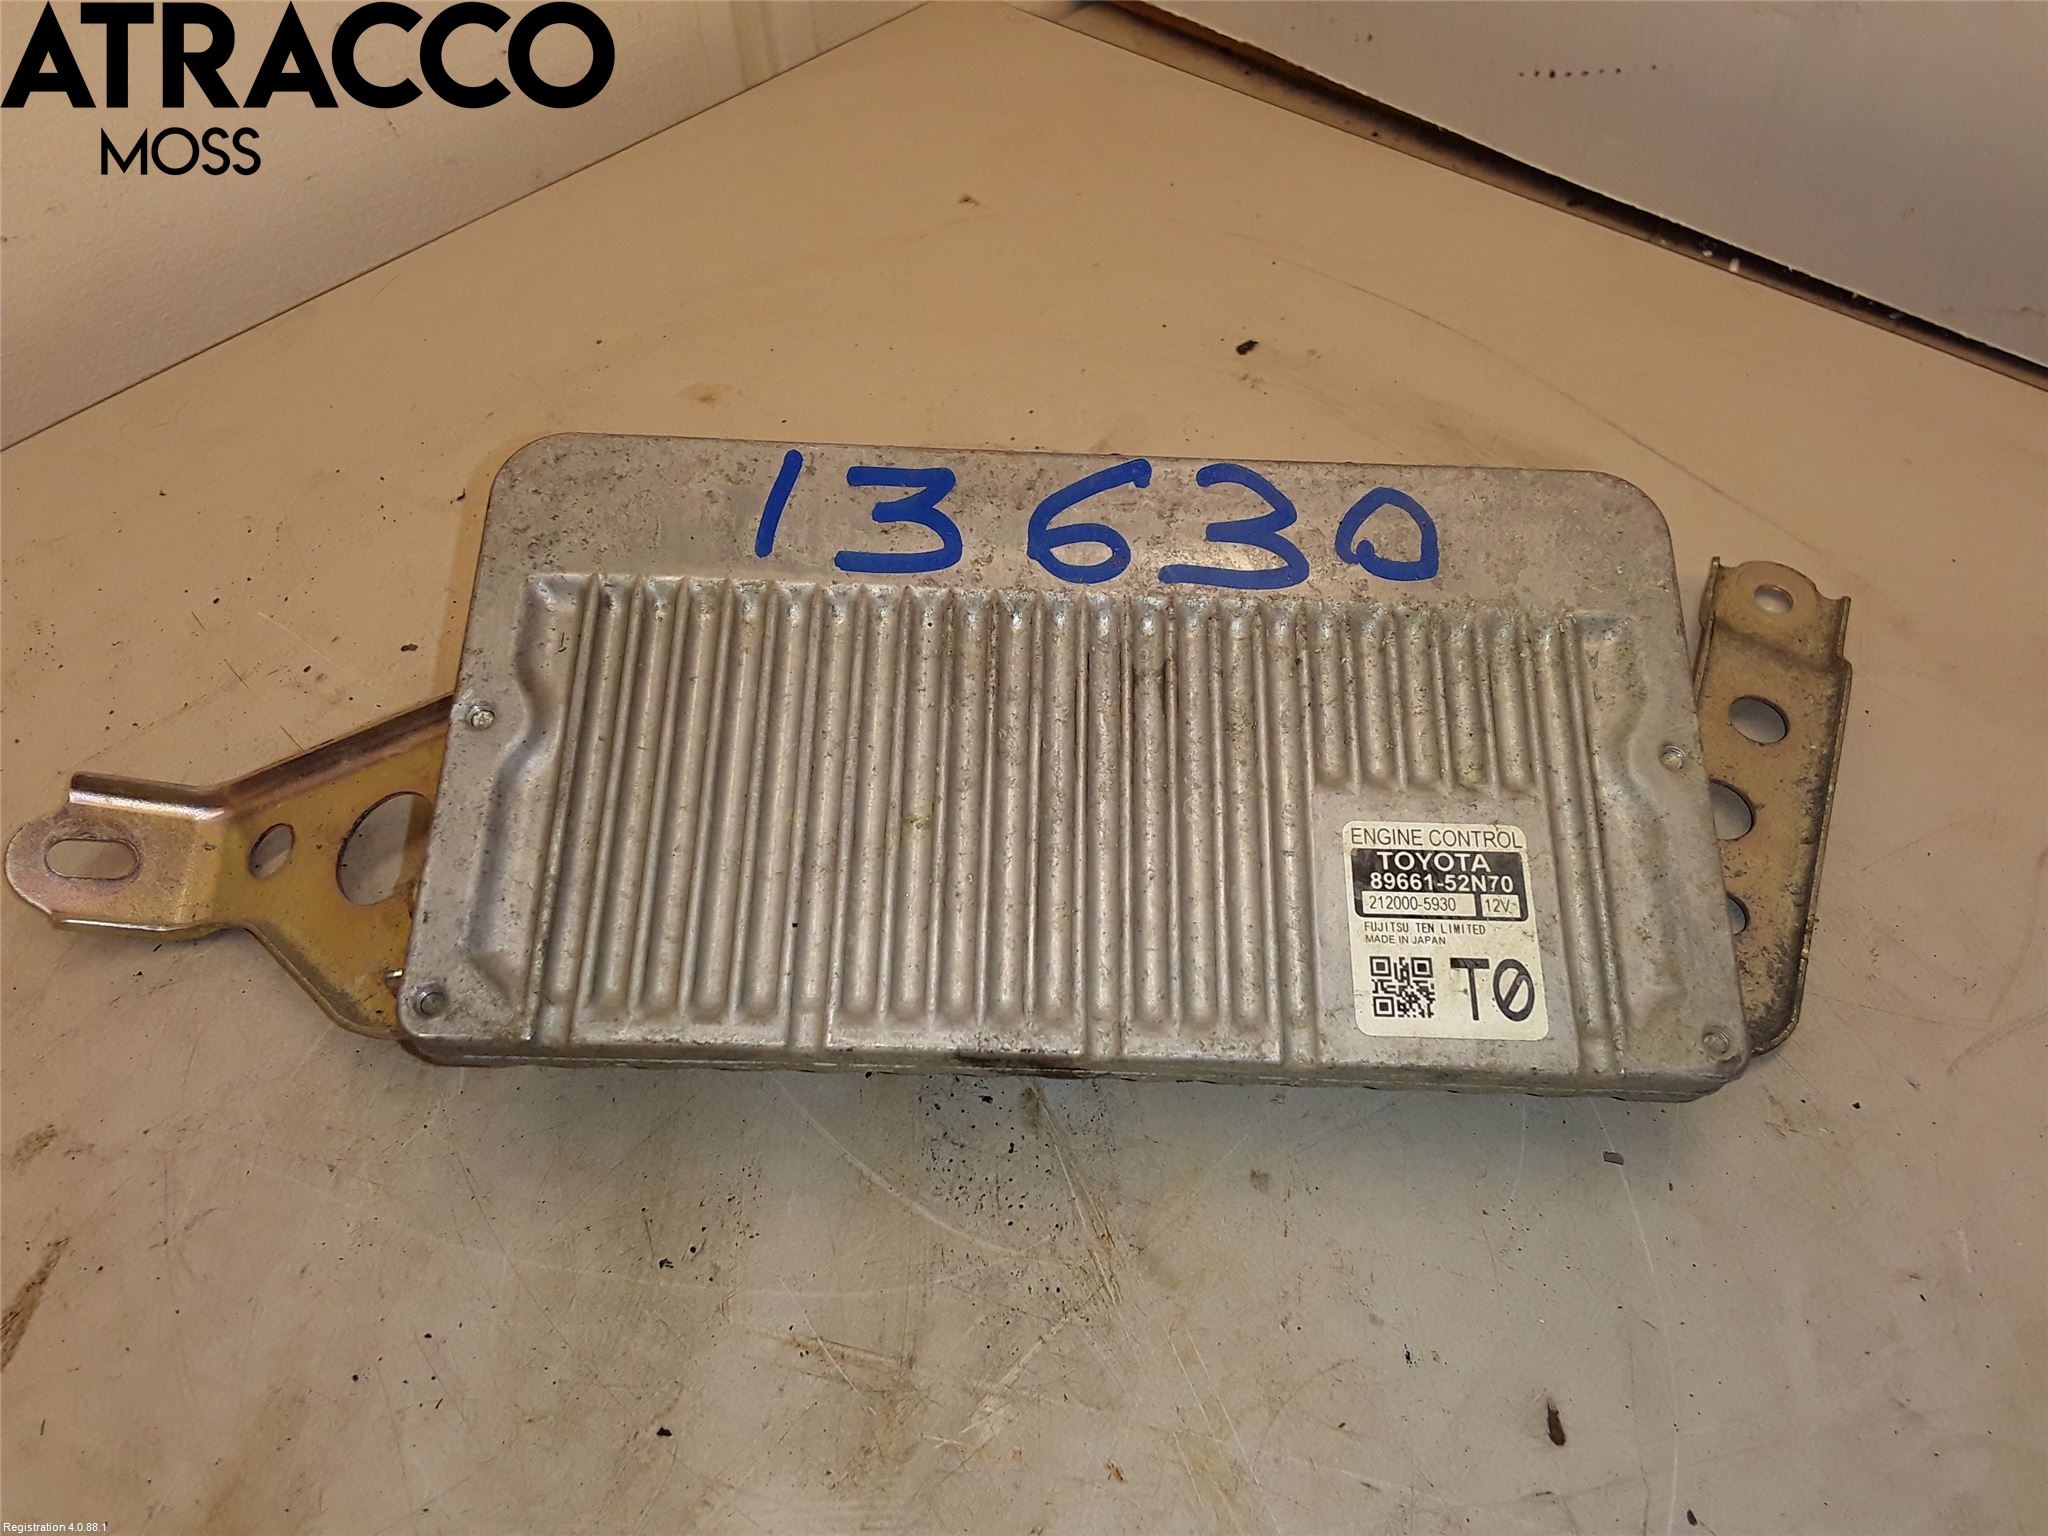 ATRACCO
MOSS
13630
ENGINE CONTROL
TOYOTA
89661-52N70
212000-5930 12V
FUJITSU TEN LIMITED
MADE IN JAPAN
T0
Registration 4.0.88.1